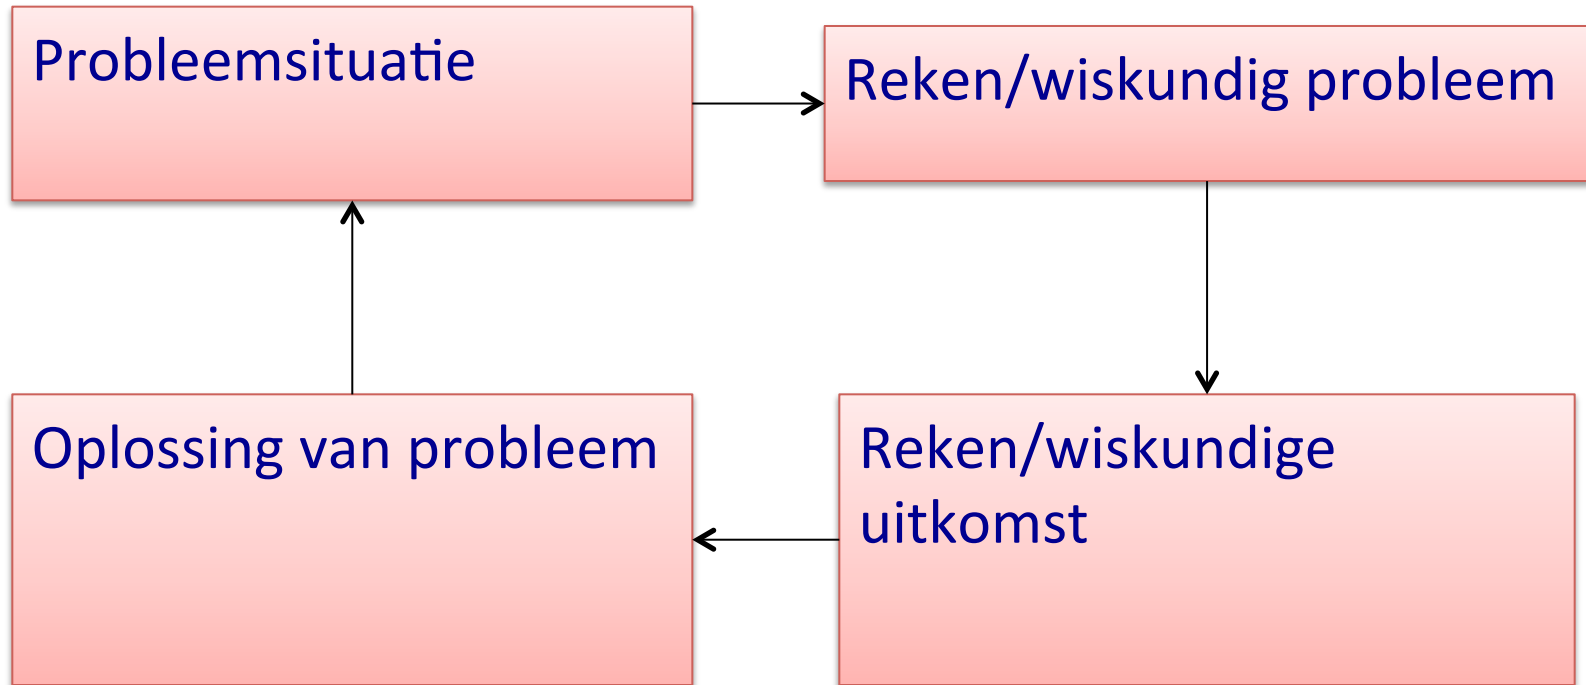 Probleemsituatie
Reken/wiskundig probleem
Oplossing van probleem
Reken/wiskundige
uitkomst